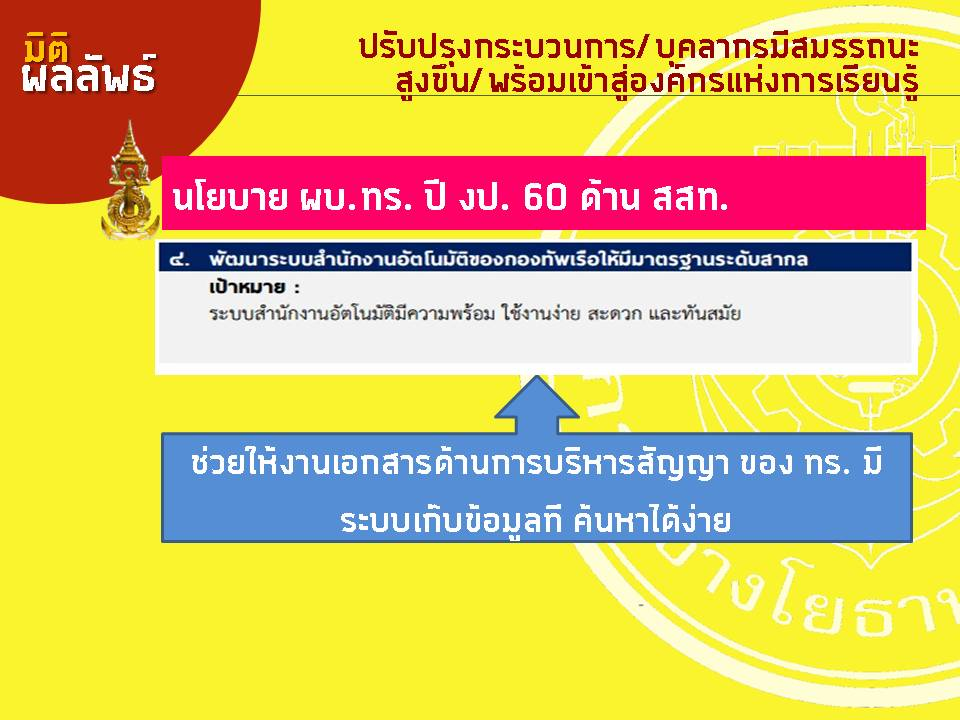 มิติ
ผลลัพธ์
ปรับปรุงกระบวนการ/ บุคลากรมีสมรรถนะ
สูงขึ้น/ พร้อมเข้าสู่องค์กรแห่งการเรียนรู้
นโยบาย ผบ.ทร. ปี งป. 60 ด้าน สสท.
๔. พัฒนาระบบสำนักงานอัตโนมัติของกองทัพเรือให้มีมาตรฐานระดับสากล
เป้าหมาย :
ระบบสำนักงานอัตโนมัติมีความพร้อม ใช้งานง่าย สะดวก และทันสมัย
ช่วยให้งานเอกสารด้านการบริหารสัญญา ของ ทร. มี
ระบบเก็บข้อมูลที่ ค้นหาได้ง่าย